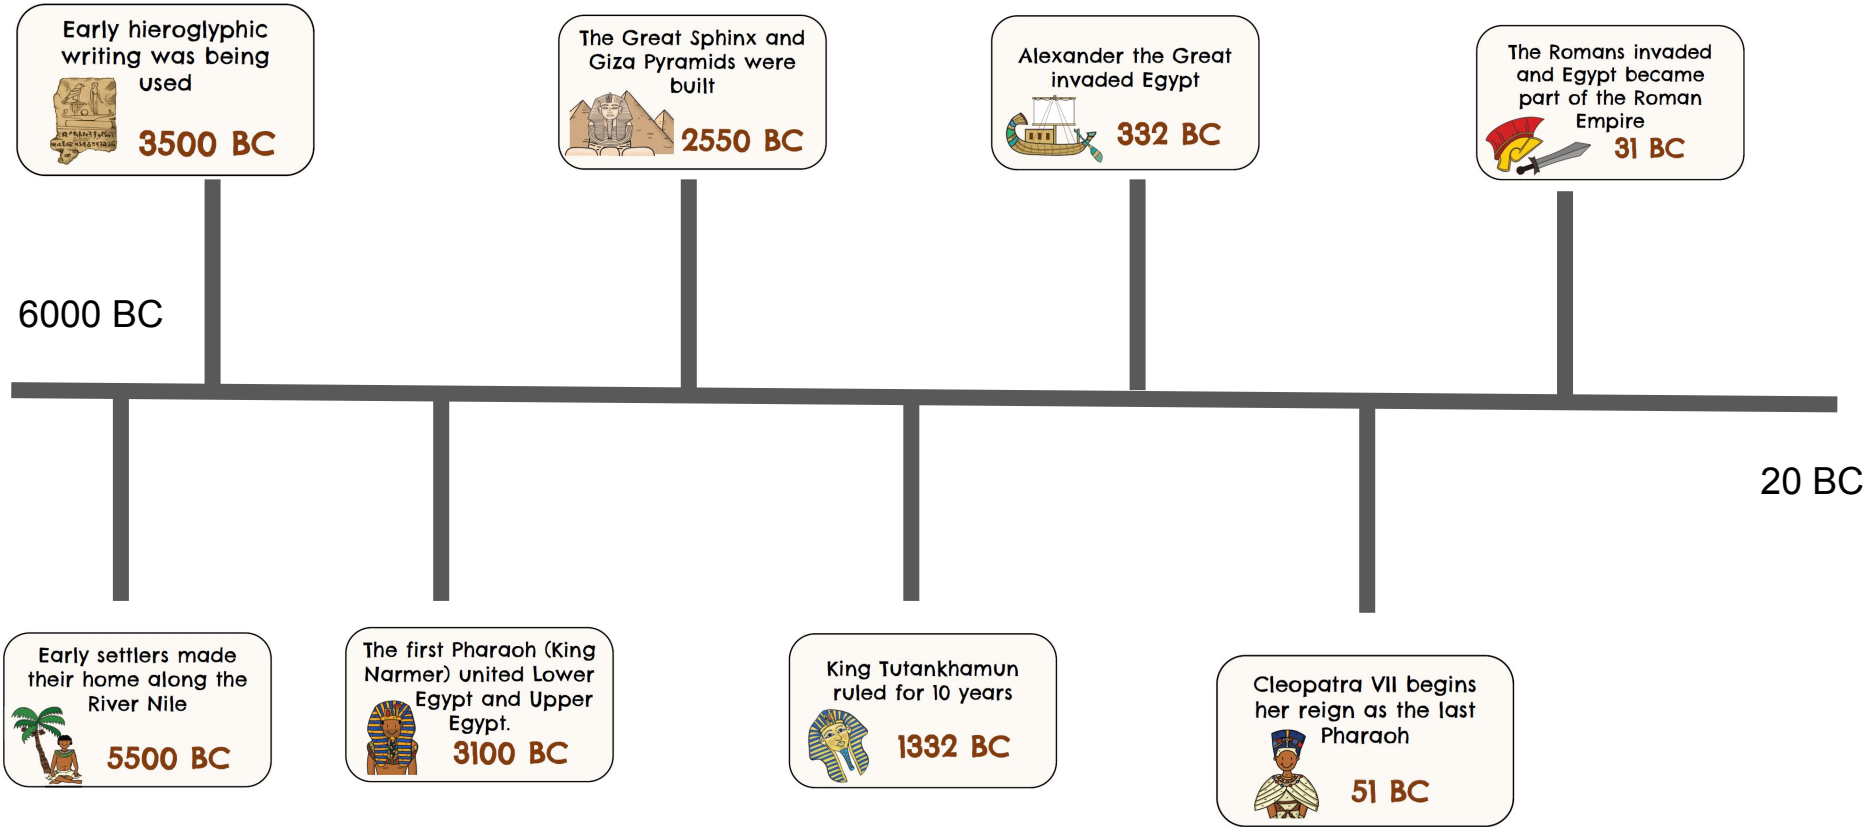 Early hieroglyphic
writing was being
used
3500 BC
The Great Sphinx and
Giza Pyramids were
built
2550 BC
Alexander the Great
invaded Egypt
332 BC
The Romans invaded
and Egypt became
part of the Roman
Empire
31 BC
6000 BC
20 BC
Early settlers made
their home along the
River Nile
5500 BC
The first Pharaoh (King
Narmer) united Lower
Egypt and Upper
Egypt.
3100 BC
King Tutankhamun
ruled for 10 years
1332 BC
Cleopatra VII begins
her reign as the last
Pharaoh
51 BC